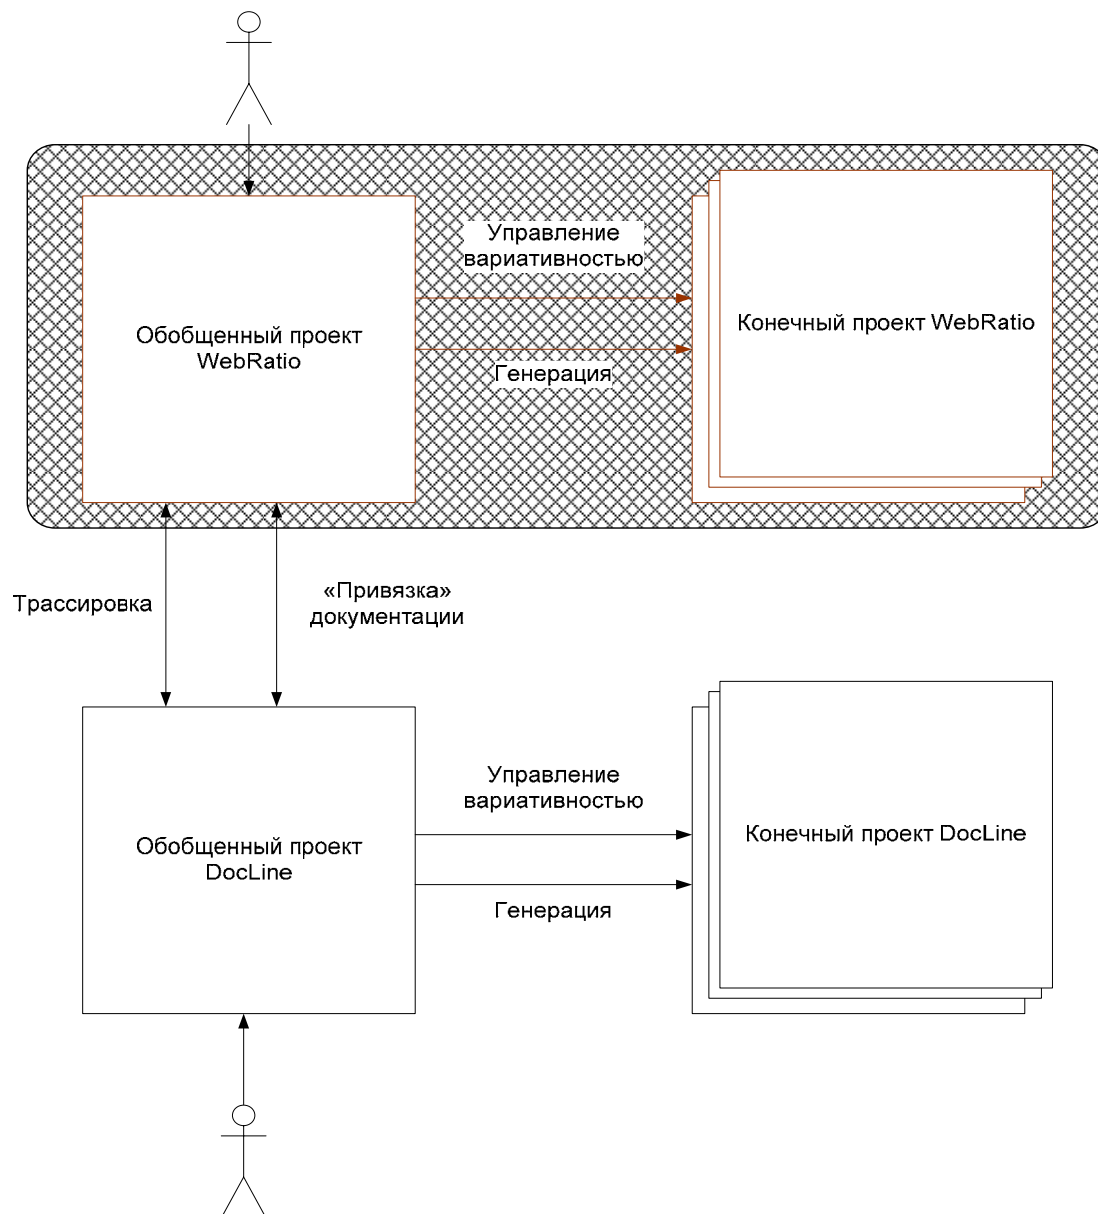 Управление
вариативностью
Обобщенный проект
WebRatio
Конечный проект WebRatio
Генерация
Трассировка
«Привязка»
документации
Управление
вариативностью
Обобщенный проект
DocLine
Конечный проект DocLine
Генерация